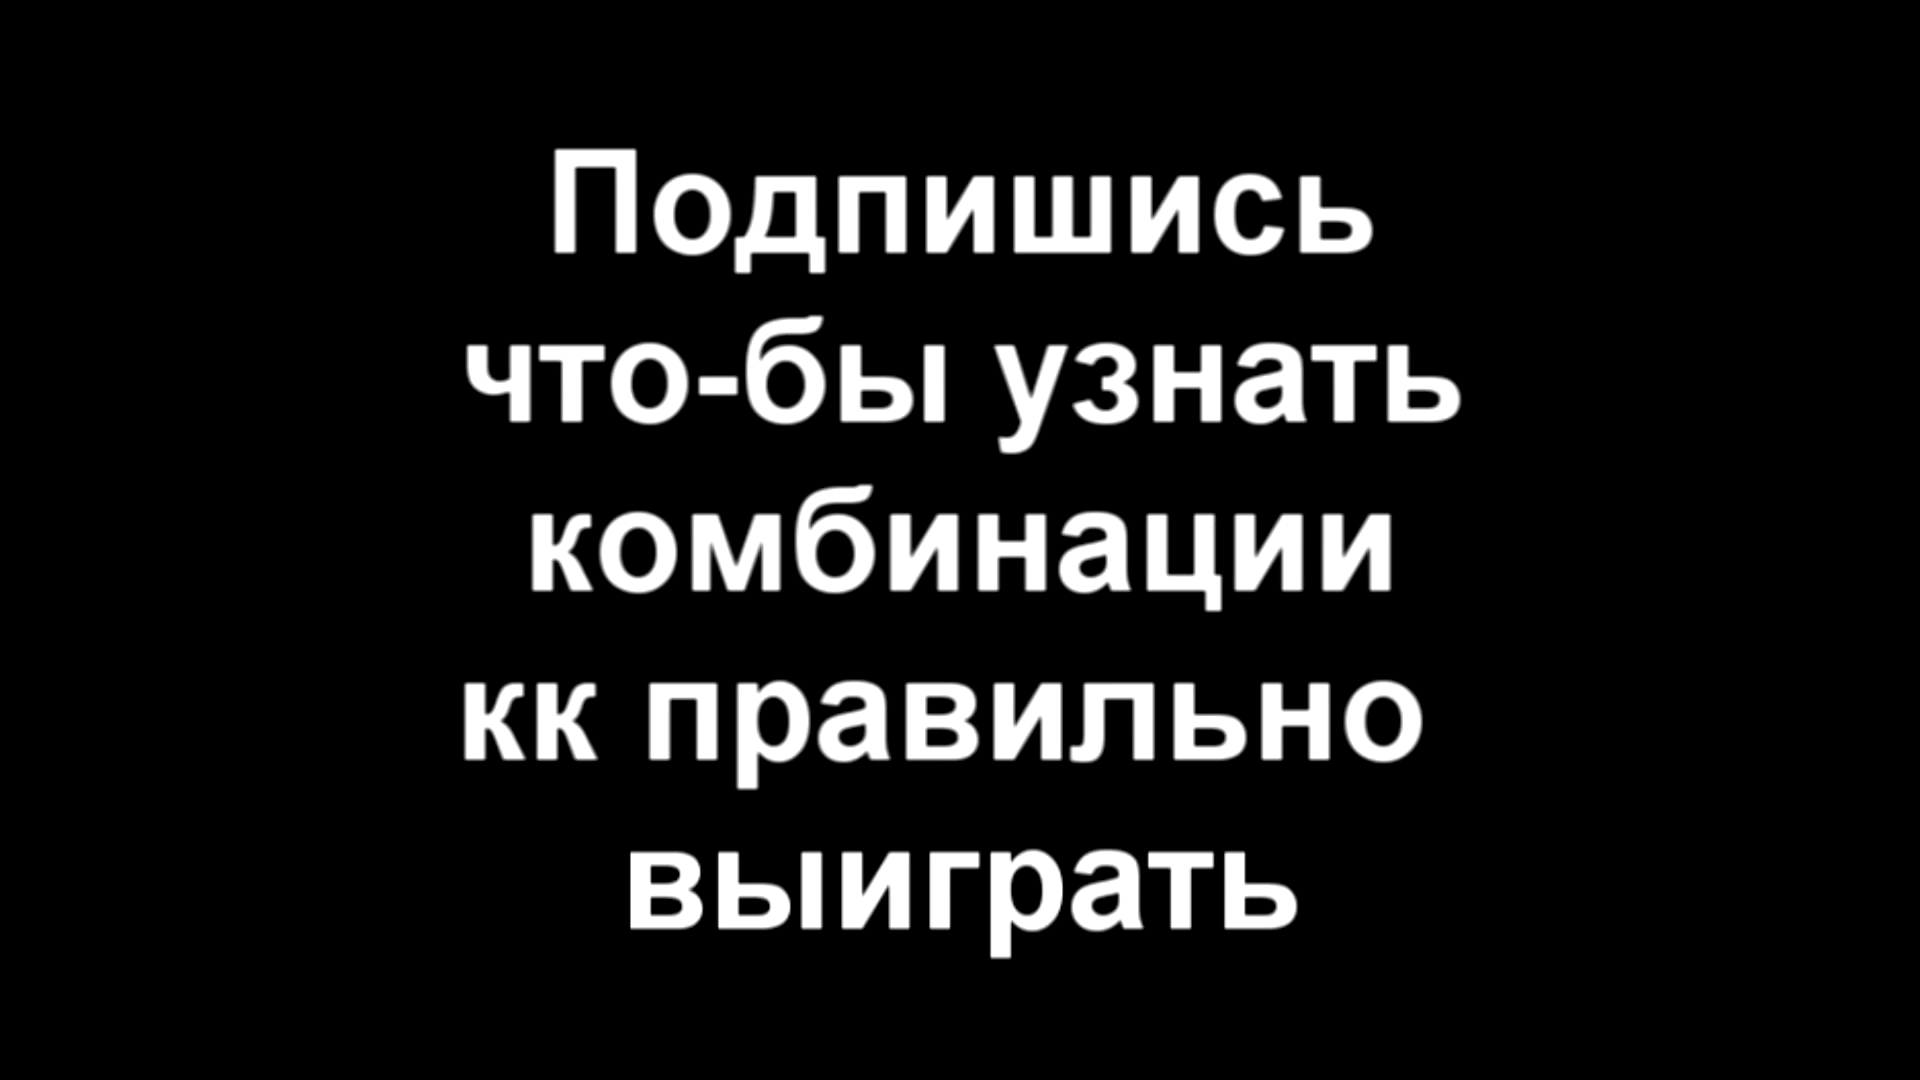 Подпишись
что-бы узнать
комбинации
кк правильно
выиграть